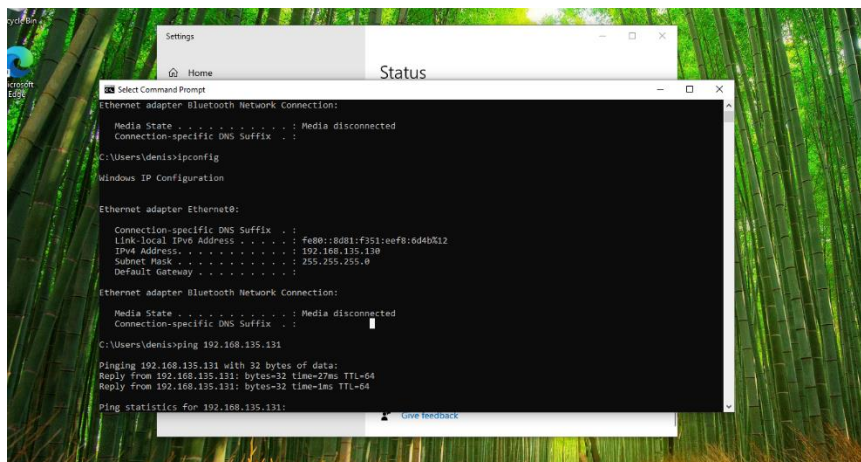 Settings
Home
Status
Edge
Select Command Prompt
Ethernet adapter Bluetooth Network Connection:
Media State . . . . . . . . . . . : Media disconnected
Connection-specific DNS Suffix  . :
C:\Users\denis>ipconfig
Windows IP Configuration
Ethernet adapter Ethernet0:
Connection-specific DNS Suffix  . :
Link-local IPv6 Address . . . . . : fe80::8d81:f351:eef8:6d4b%12
IPv4 Address. . . . . . . . . . . : 192.168.135.130
Subnet Mask . . . . . . . . . . . : 255.255.255.0
Default Gateway . . . . . . . . . :
Ethernet adapter Bluetooth Network Connection:
Media State . . . . . . . . . . . : Media disconnected
Connection-specific DNS Suffix  . :
C:\Users\denis>ping 192.168.135.131
Pinging 192.168.135.131 with 32 bytes of data:
Reply from 192.168.135.131: bytes=32 time=27ms TTL=64
Reply from 192.168.135.131: bytes=32 time=1ms TTL=64
Ping statistics for 192.168.135.131:
Give feedback